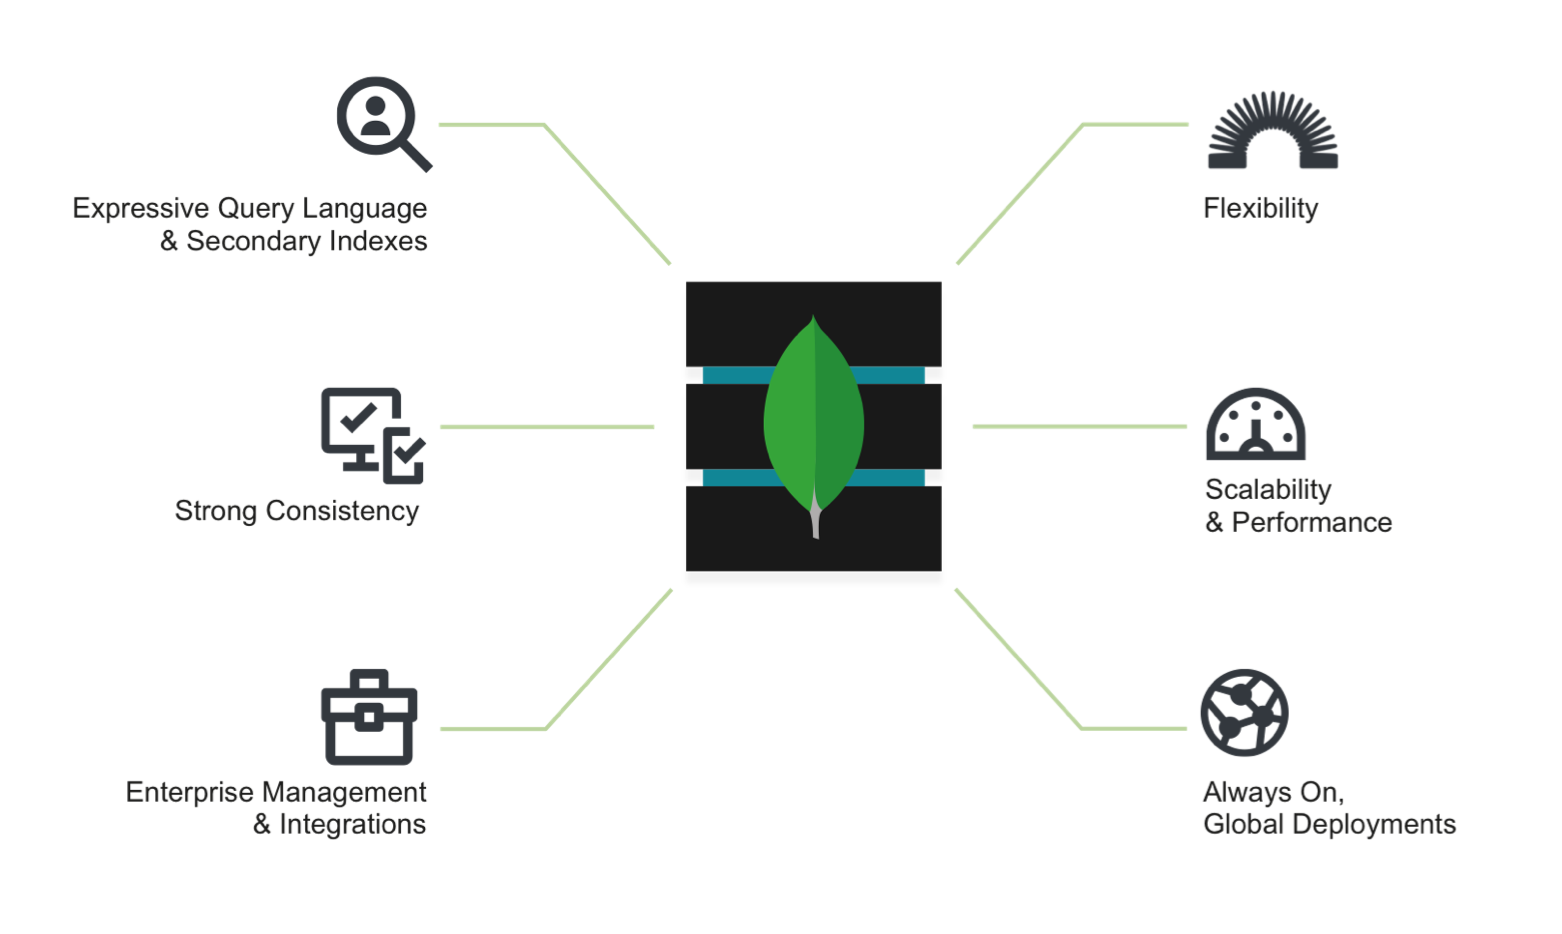 Expressive Query Language
& Secondary Indexes
Flexibility
Strong Consistency
Scalability
& Performance
Enterprise Management
& Integrations
Always On,
Global Deployments